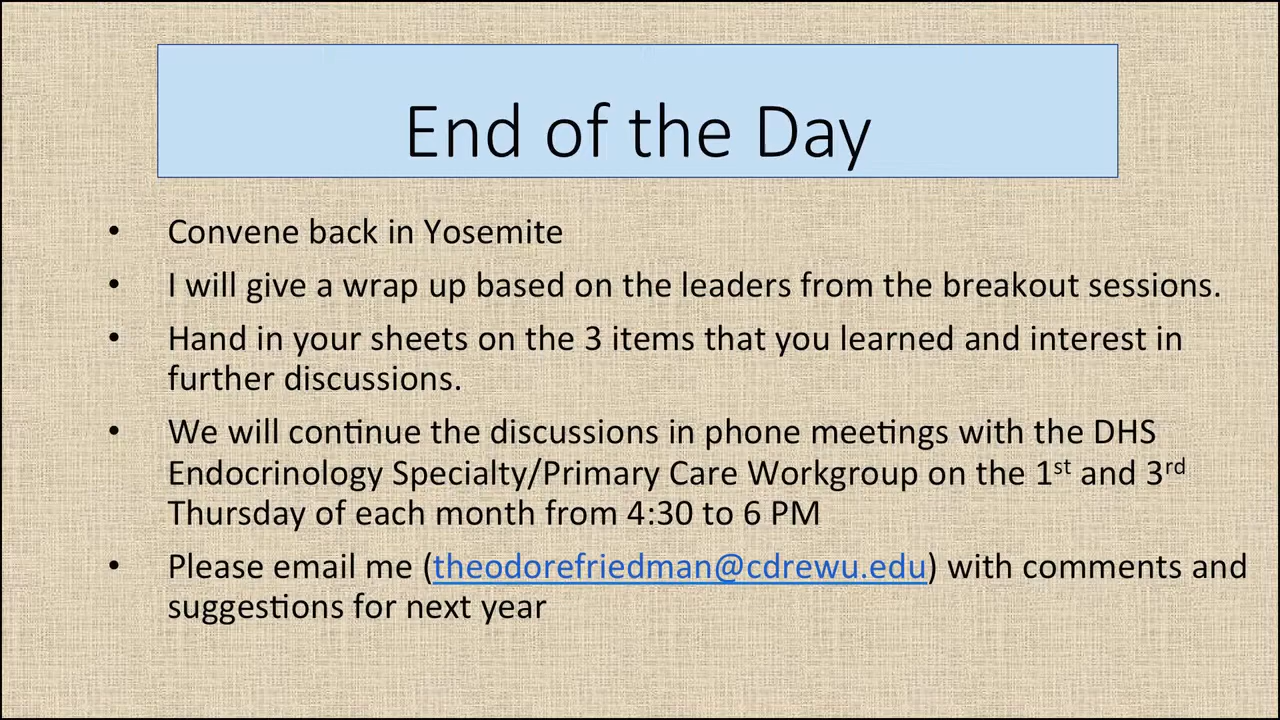 End of the Day
• Convene back in Yosemite
• I will give a wrap up based on the leaders from the breakout sessions.
• Hand in your sheets on the 3 items that you learned and interest in
further discussions.
• We will continue the discussions in phone meetings with the DHS
Endocrinology Specialty/Primary Care Workgroup on the 1st and 3rd
Thursday of each month from 4:30 to 6 PM
• Please email me (theodorefriedman@cdrewu.edu) with comments and
suggestions for next year